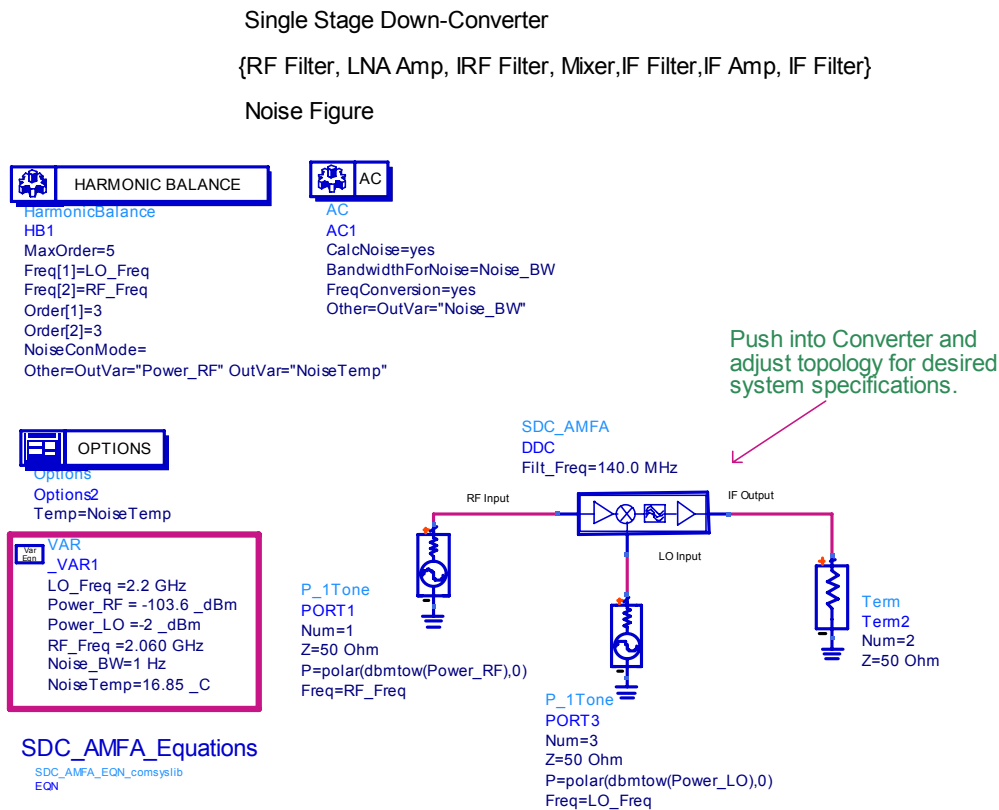 Single Stage Down-Converter
{RF Filter, LNA Amp, IRF Filter, Mixer,IF Filter,IF Amp, IF Filter}
Noise Figure
HARMONIC BALANCE
HarmonicBalance
HB1
MaxOrder=5
Freq[1]=LO_Freq
Freq[2]=RF_Freq
Order[1]=3
Order[2]=3
NoiseConMode=
Other=OutVar="Power_RF" OutVar="NoiseTemp"
AC
AC
AC1
CalcNoise=yes
BandwidthForNoise=Noise_BW
FreqConversion=yes
Other=OutVar="Noise_BW"
Push into Converter and
adjust topology for desired
system specifications.
OPTIONS
Options
Options2
Temp=NoiseTemp
Var
Eqn
VAR
_VAR1
LO_Freq =2.2 GHz
Power_RF = -103.6 _dBm
Power_LO =-2 _dBm
RF_Freq =2.060 GHz
Noise_BW=1 Hz
NoiseTemp=16.85 _C
SDC_AMFA_Equations
SDC_AMFA_EQN_comsyslib
EQN
SDC_AMFA
DDC
Filt_Freq=140.0 MHz
RF Input
IF Output
LO Input
P_1Tone
PORT1
Num=1
Z=50 Ohm
P=polar(dbmtow(Power_RF),0)
Freq=RF_Freq
P_1Tone
PORT3
Num=3
Z=50 Ohm
P=polar(dbmtow(Power_LO),0)
Freq=LO_Freq
Term
Term2
Num=2
Z=50 Ohm